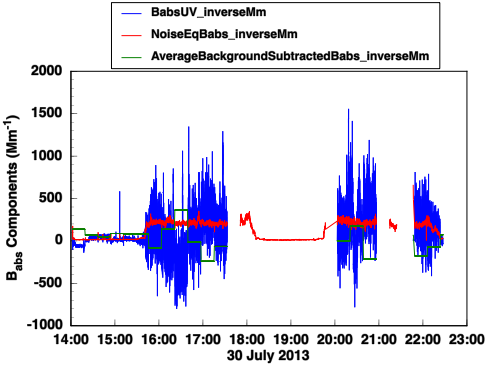 BabsUV_inverseMm
NoiseEqBabs_inverseMm
AverageBackgroundSubtractedBabs_inverseMm
2000
1500
1000
500
0
-500
-1000
Babs Components (Mm-1)
14:00 15:00 16:00 17:00 18:00 19:00 20:00 21:00 22:00 23:00
30 July 2013